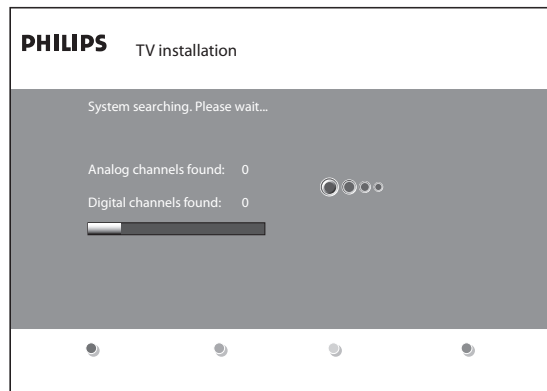 PHILIPS
TV installation
System searching. Please wait...
Analog channels found: 0
Digital channels found: 0